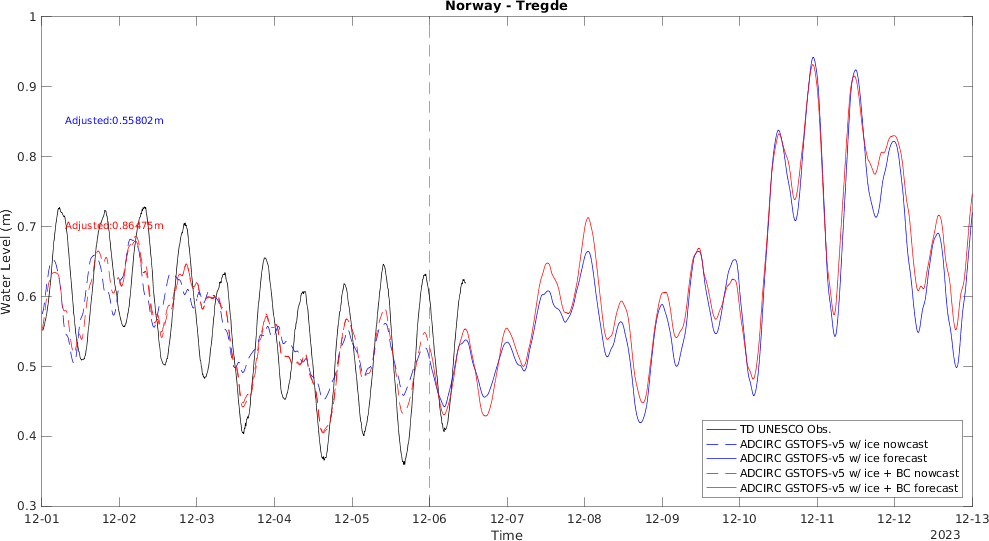 Norway - Tregde
1
0.9
0.8
0.7
0.6
0.5
0.4
0.3
Water Level (m)
Adjusted:0.55802m
Adjusted:0.86475m
TD UNESCO Obs.
ADCIRC GSTOFS-v5 w/ ice nowcast
ADCIRC GSTOFS-v5 w/ ice forecast
ADCIRC GSTOFS-v5 w/ ice + BC nowcast
ADCIRC GSTOFS-v5 w/ ice + BC forecast
12-01 12-02 12-03 12-04 12-05 12-06 12-07 12-08 12-09 12-10 12-11 12-12 12-13
Time
2023